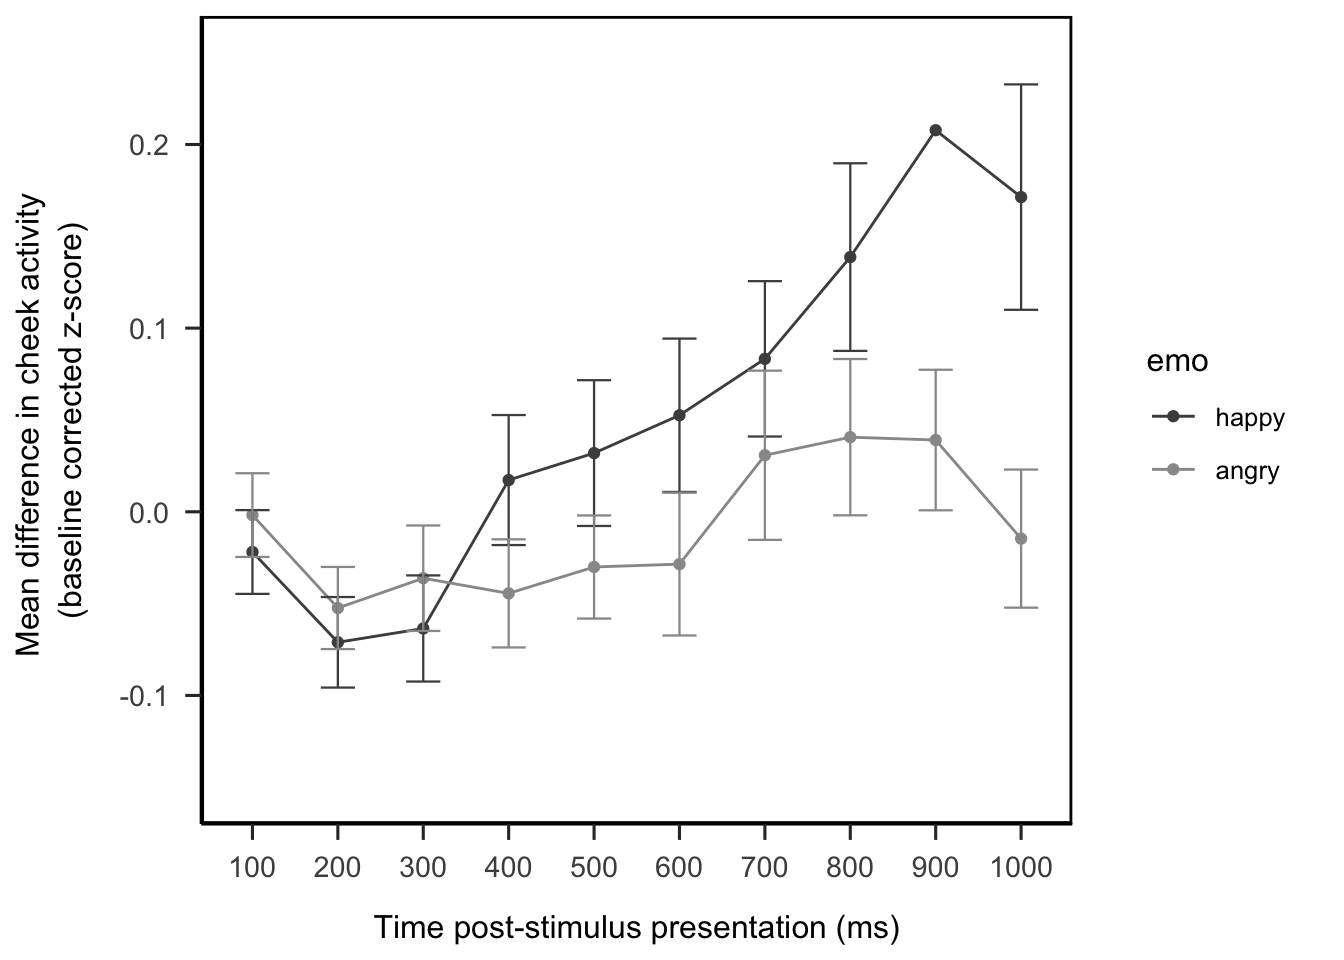 Mean difference in cheek activity
(baseline corrected z-score)
0.2
0.1
0.0
-0.1
100 200 300 400 500 600 700 800 900 1000
Time post-stimulus presentation (ms)
emo
happy
angry